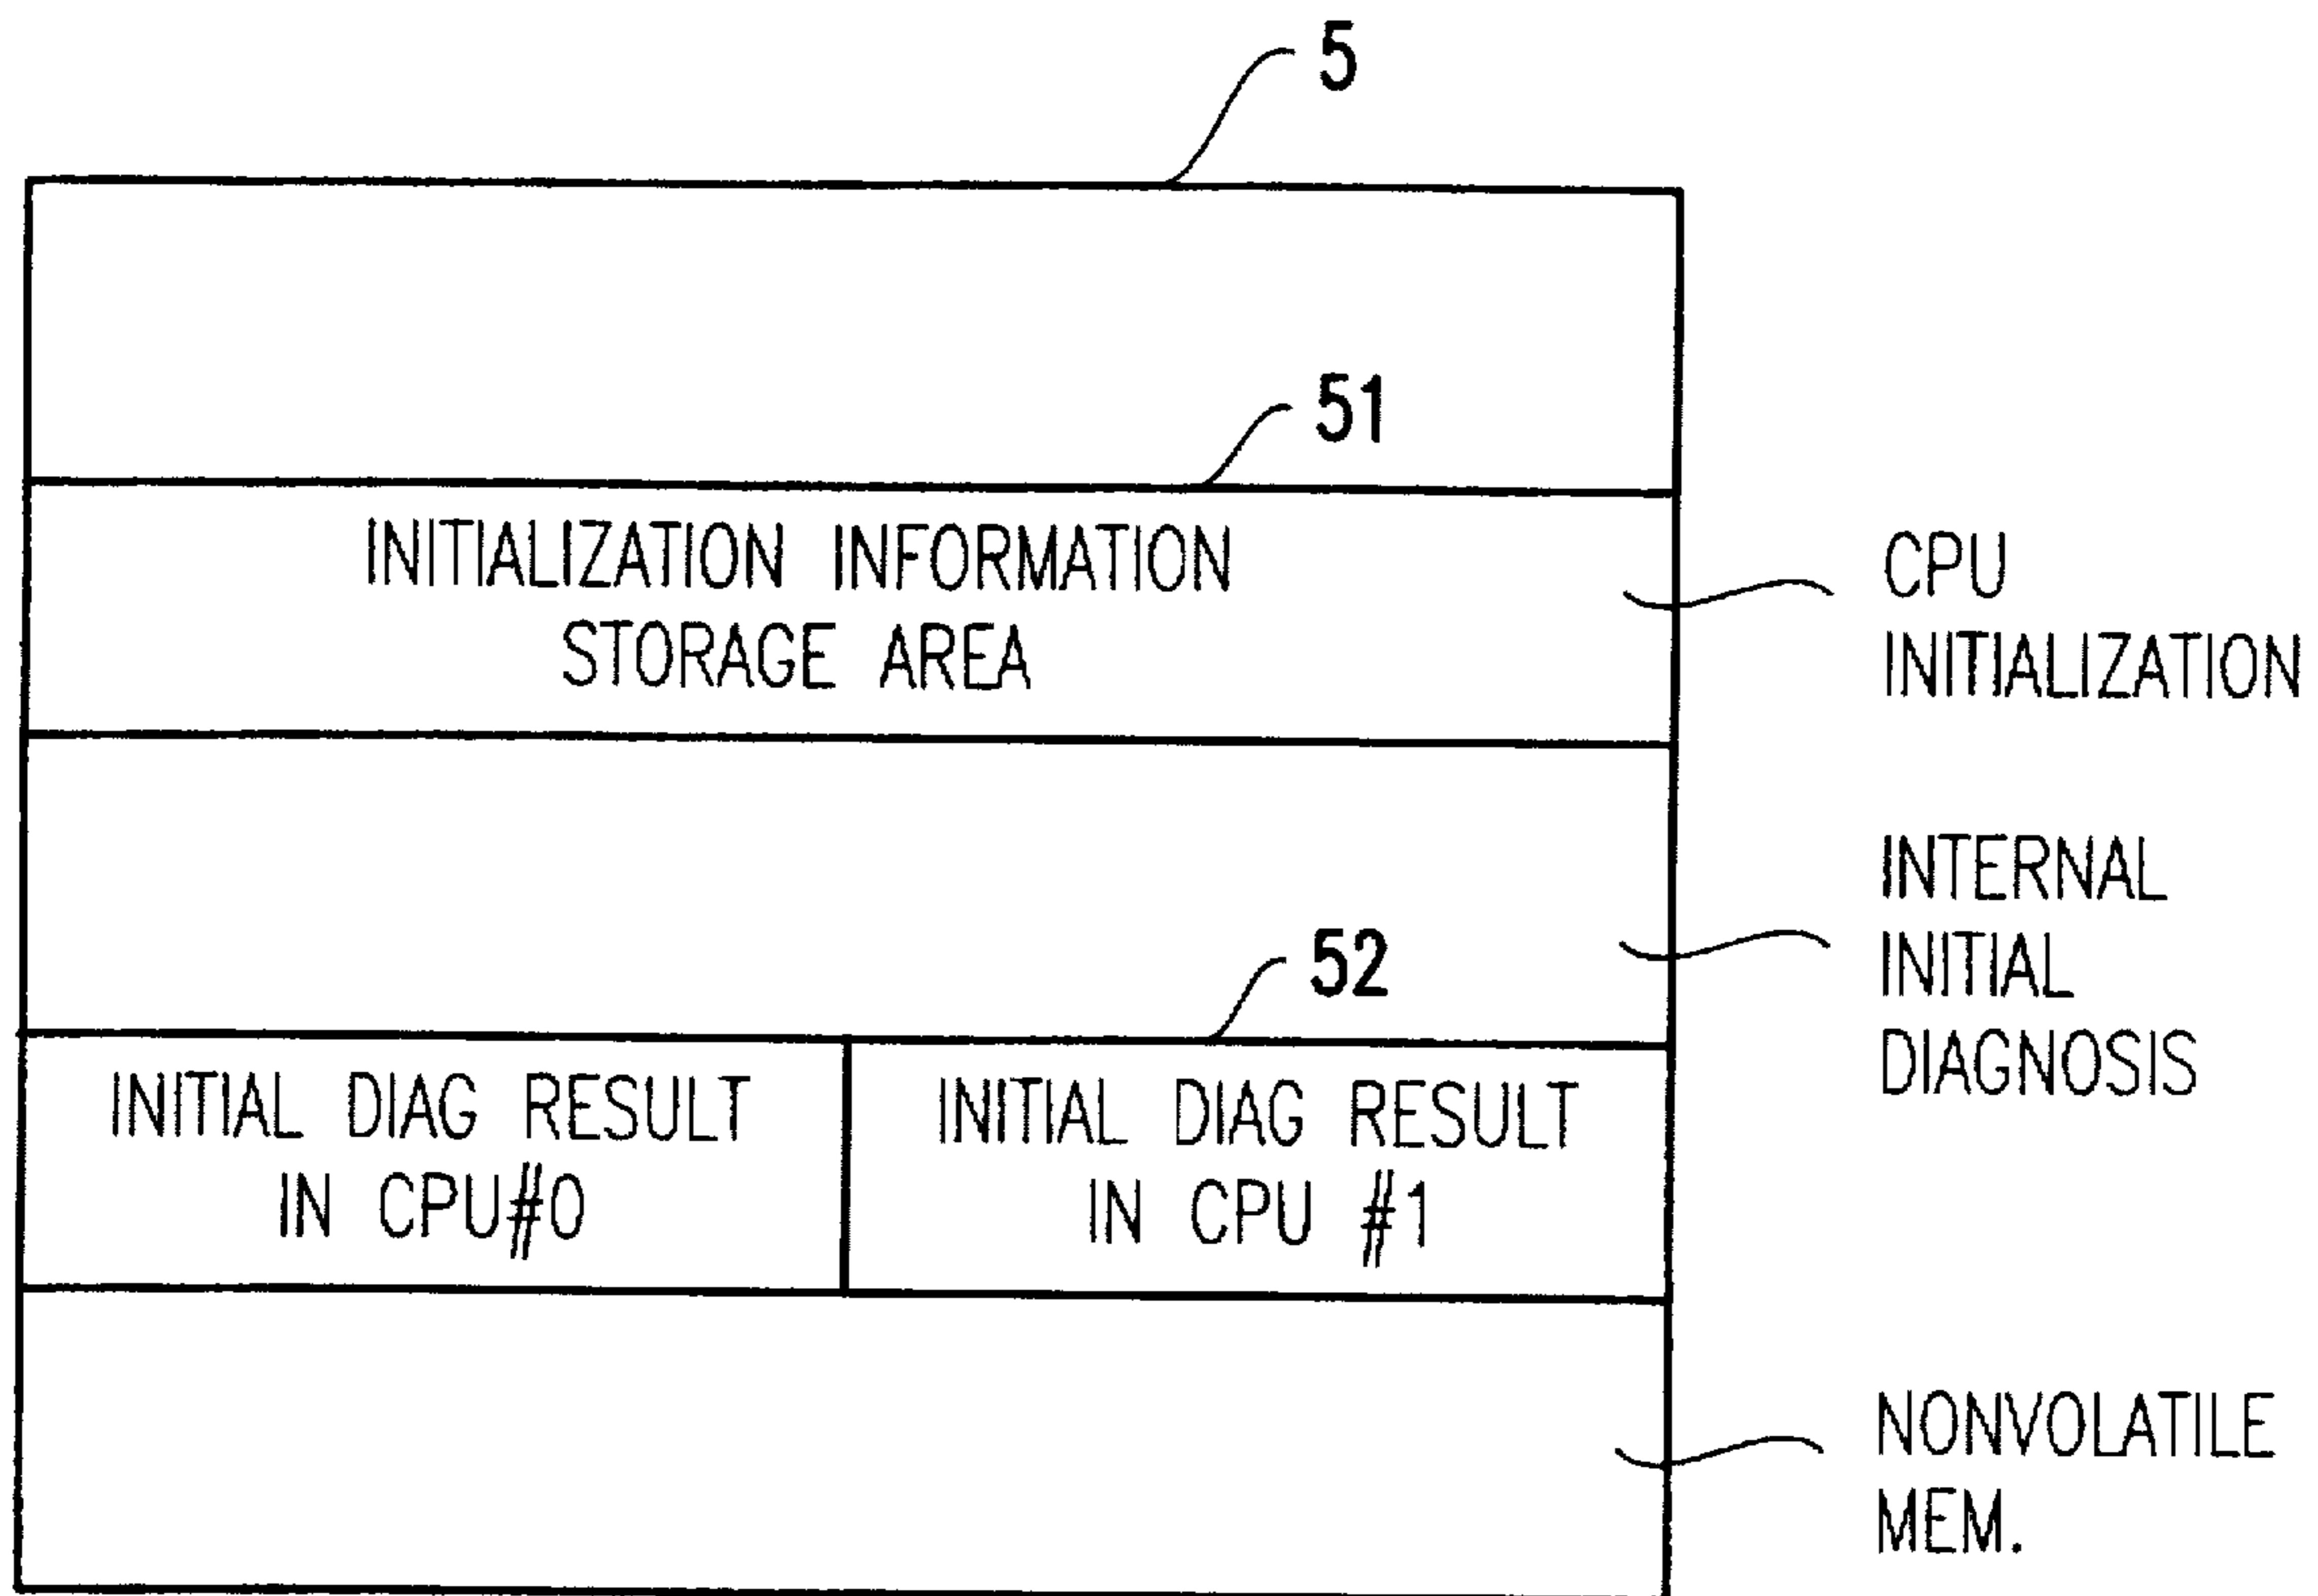 5
51
INITIALIZATION INFORMATION
STORAGE AREA
CPU
INITIALIZATION
INTERNAL
INITIAL
DIAGNOSIS
52
INITIAL DIAG RESULT
IN CPU#0
INITIAL DIAG RESULT
IN CPU #1
NONVOLATILE
MEM.